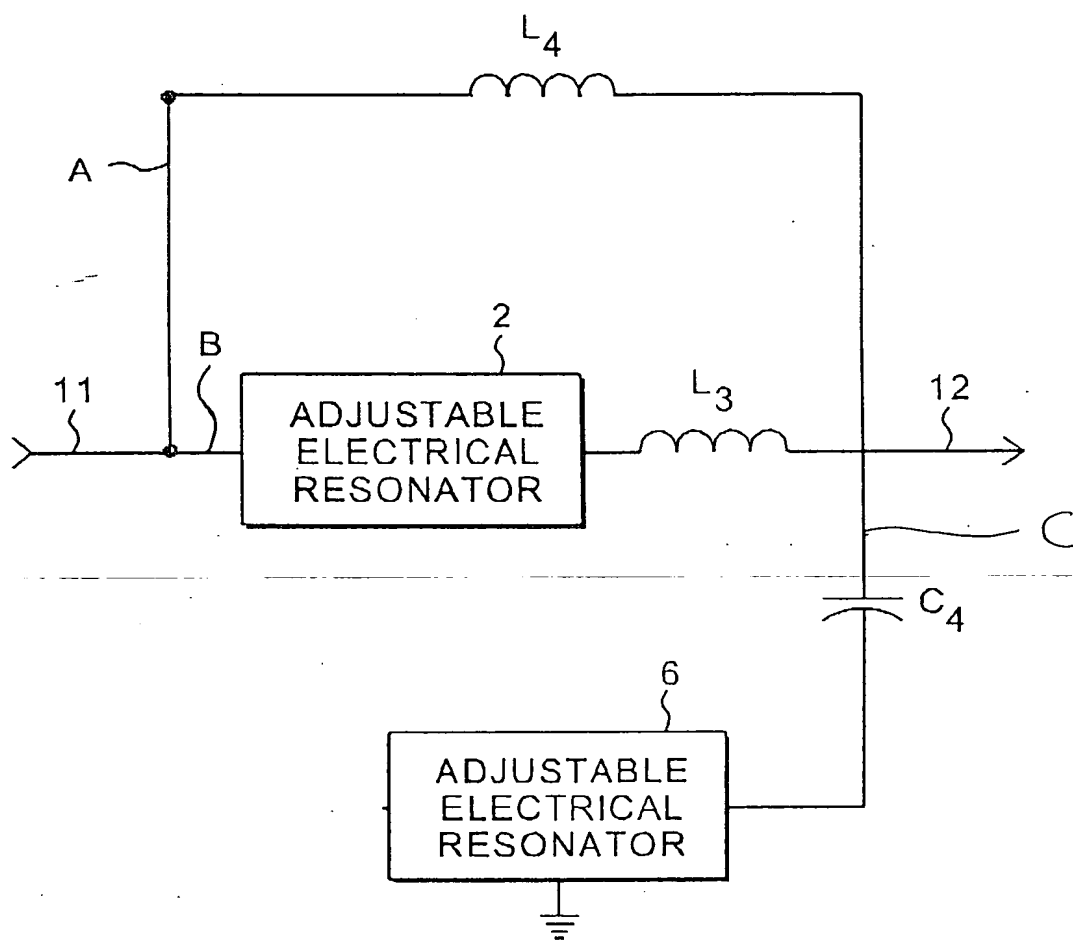 L4
A
B
2
11
ADJUSTABLE
ELECTRICAL
RESONATOR
L3
12
C
C4
6
ADJUSTABLE
ELECTRICAL
RESONATOR